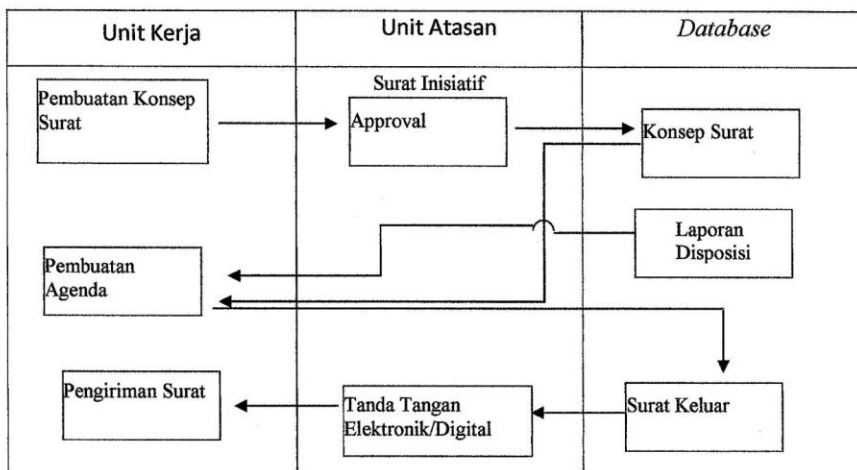 Unit Kerja
Unit Atasan
Database
Surat Inisiatif
Pembuatan Konsep
Surat
Approval
Konsep Surat
Laporan
Disposisi
Pembuatan
Agenda
Pengiriman Surat
Tanda Tangan
Elektronik/Digital
Surat Keluar